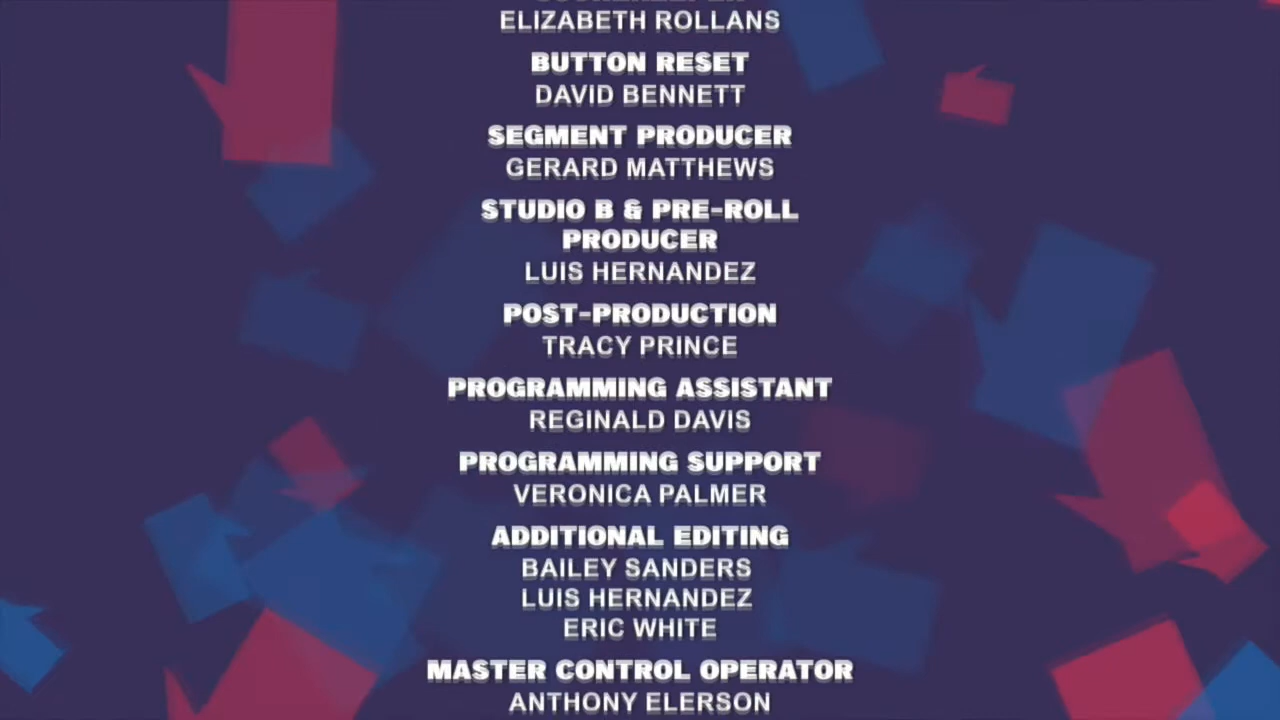 ELIZABETH ROLLANS
BUTTON RESET
DAVID BENNETT
SEGMENT PRODUCER
GERARD MATTHEWS
STUDIO B & PRE-ROLL
PRODUCER
LUIS HERNANDEZ
POST-PRODUCTION
TRACY PRINCE
PROGRAMMING ASSISTANT
REGINALD DAVIS
PROGRAMMING SUPPORT
VERONICA PALMER
ADDITIONAL EDITING
BAILEY SANDERS
LUIS HERNANDEZ
ERIC WHITE
MASTER CONTROL OPERATOR
ANTHONY ELERSON